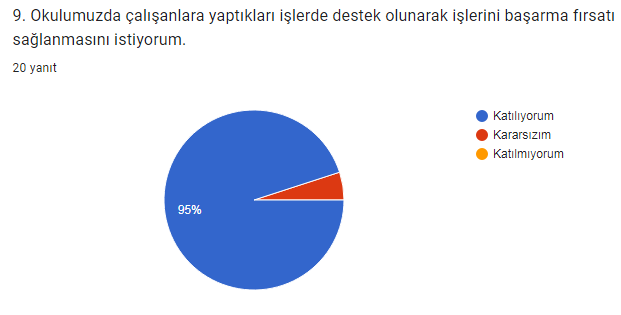 9. Okulumuzda çalışanlara yaptıkları işlerde destek olunarak işlerini başarma fırsatı
sağlanmasını istiyorum.
20 yanıt
Katılıyorum
Kararsızım
Katılmıyorum
95%